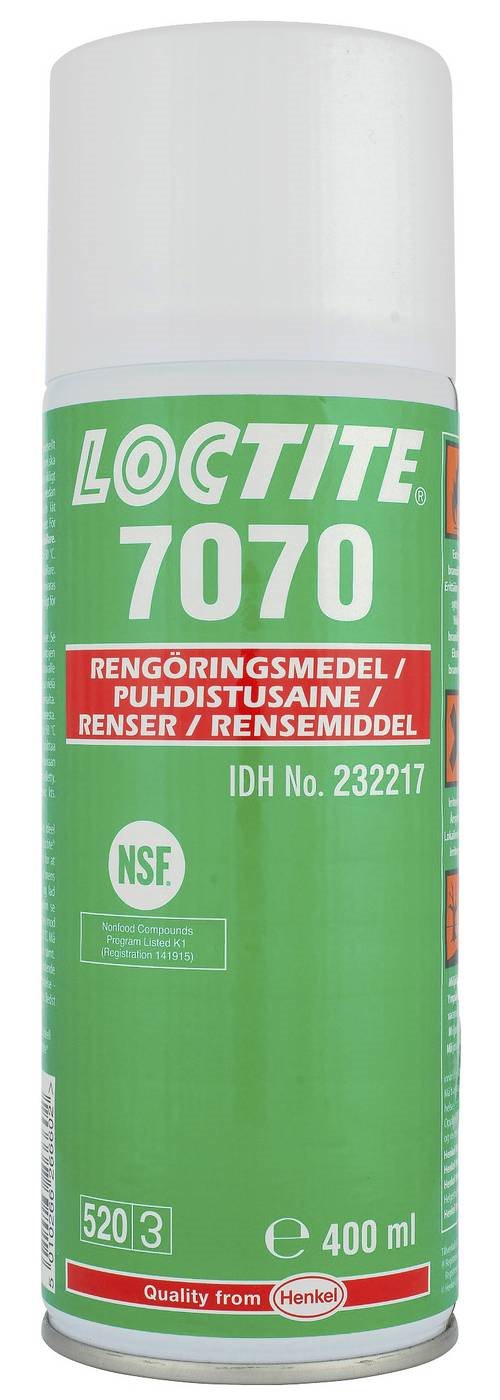 LOCTITE®
7070
RENGÖRINGSMEDEL /
PUHDISTUSAINE /
RENSER / RENSEMIDDEL
IDH No. 232217
NSF®
Nonfood Compounds
Program Listed K1
(Registration 141915)
520 3
e 400 ml
Quality from Henkel